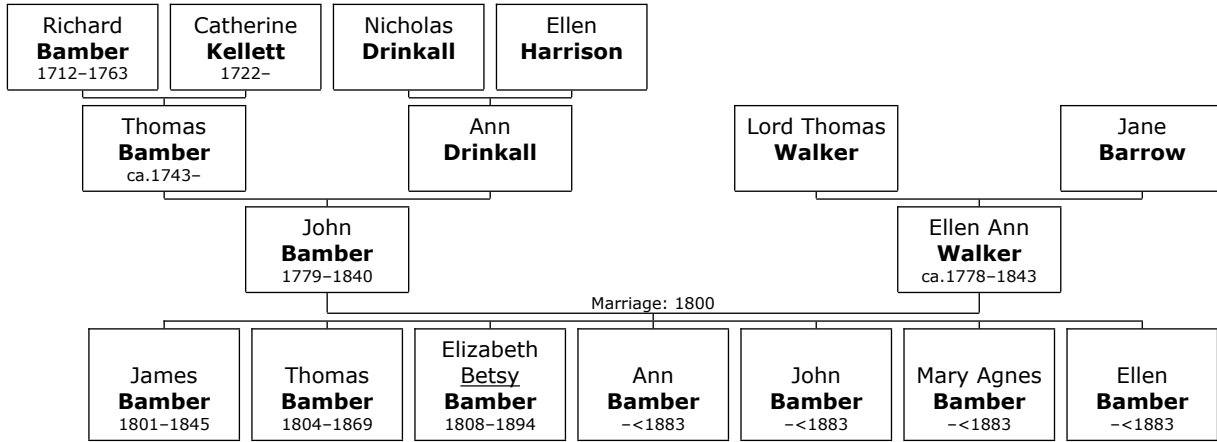 Richard
Bamber
1712–1763
Catherine
Kellett
1722–
Nicholas
Drinkall
Ellen
Harrison
Thomas
Bamber
ca.1743–
Ann
Drinkall
Lord Thomas
Walker
Jane
Barrow
John
Bamber
1779–1840
Ellen Ann
Walker
ca.1778–1843
Marriage: 1800
James
Bamber
1801–1845
Thomas
Bamber
1804–1869
Elizabeth
Betsy
Bamber
1808–1894
Ann
Bamber
–<1883
John
Bamber
–<1883
Mary Agnes
Bamber
–<1883
Ellen
Bamber
–<1883